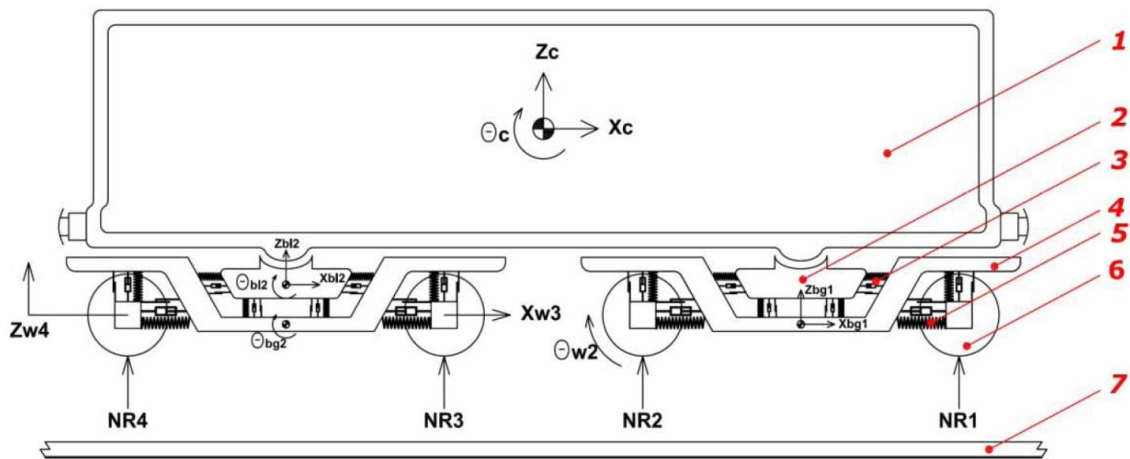 1
Zc
2
Θc
Xc
3
4
5
Zbl2
6
Θbl2
Xbl2
Zbg1
Zw4
Xw3
Xbg1
Θbg2
Θw2
7
NR4
NR3
NR2
NR1